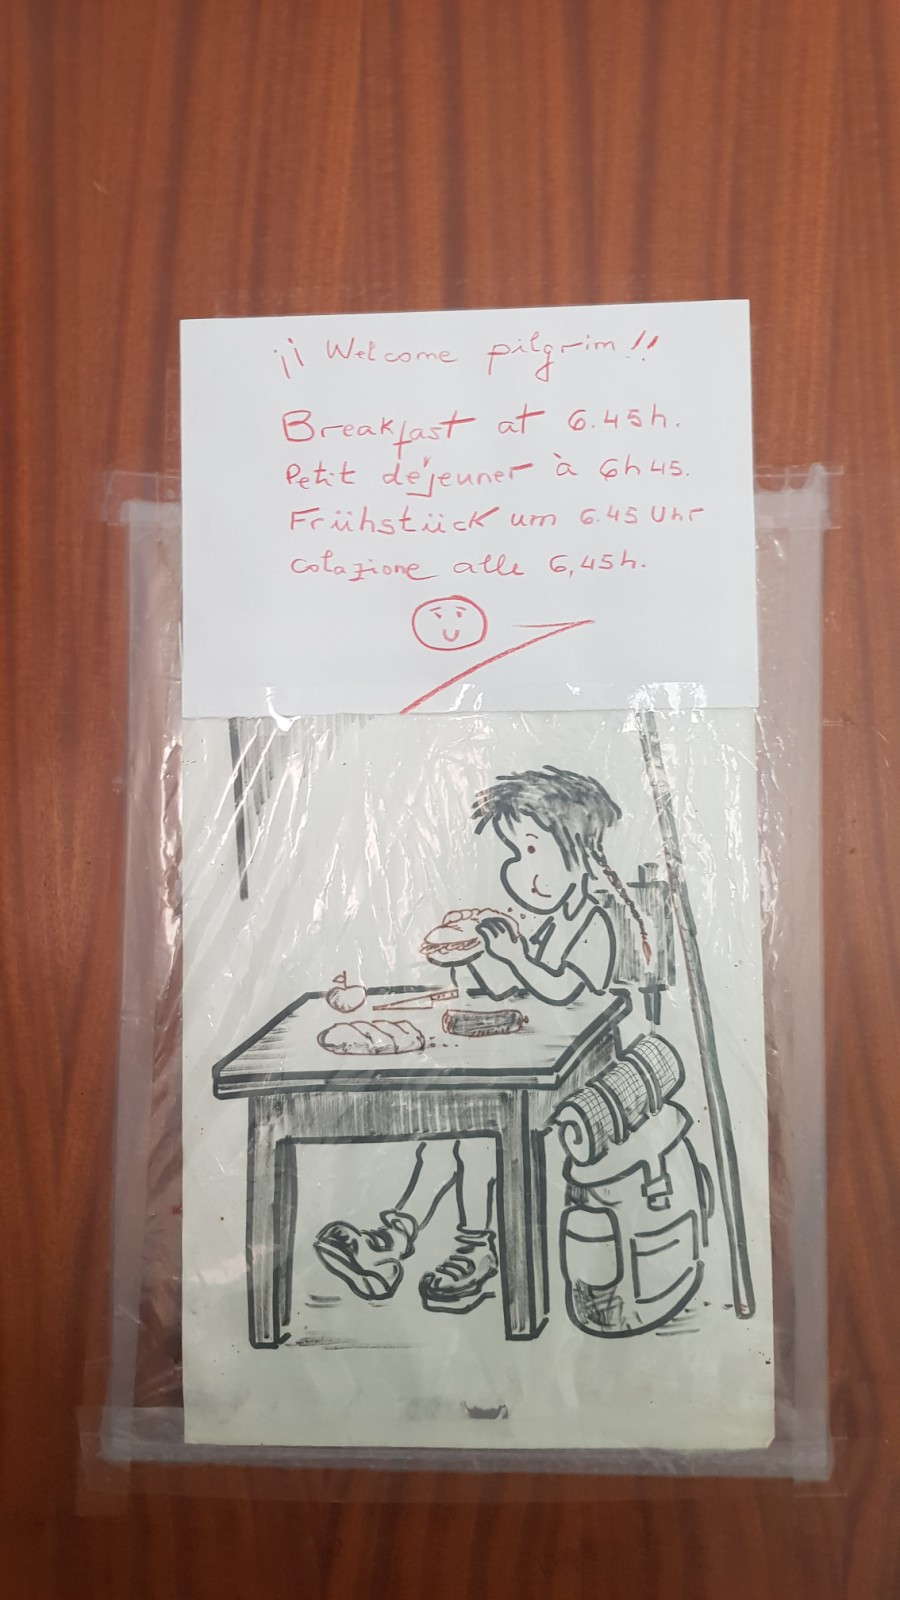 ¡¡ Welcome pilgrim !!
Breakfast at 6.45h.
Petit déjeuner à 6h45.
Frühstück um 6.45 Uhr
colazione alle 6,45h.